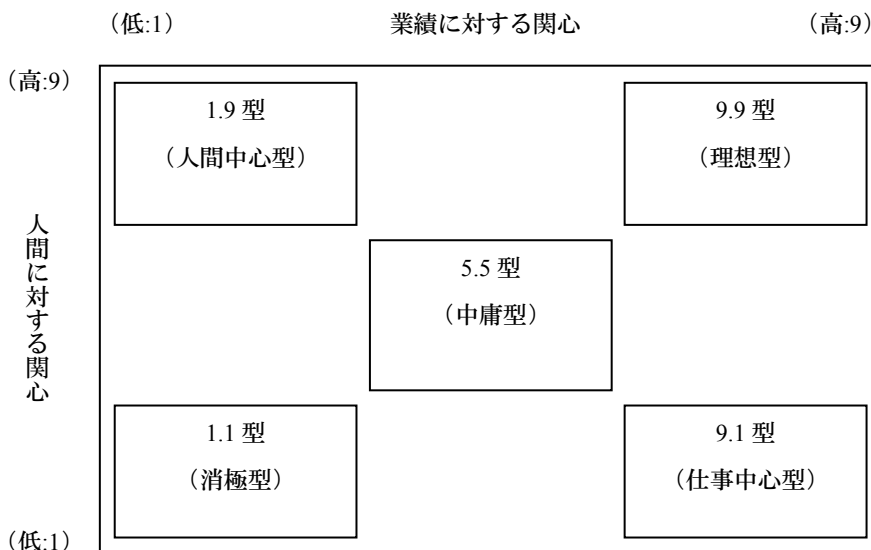 （低:1） 業績に対する関心 （高:9）
（高:9）
1.9 型
（人間中心型）
9.9 型
（理想型）
人間に対する関心
5.5 型
（中庸型）
1.1 型
（消極型）
9.1 型
（仕事中心型）
（低:1）